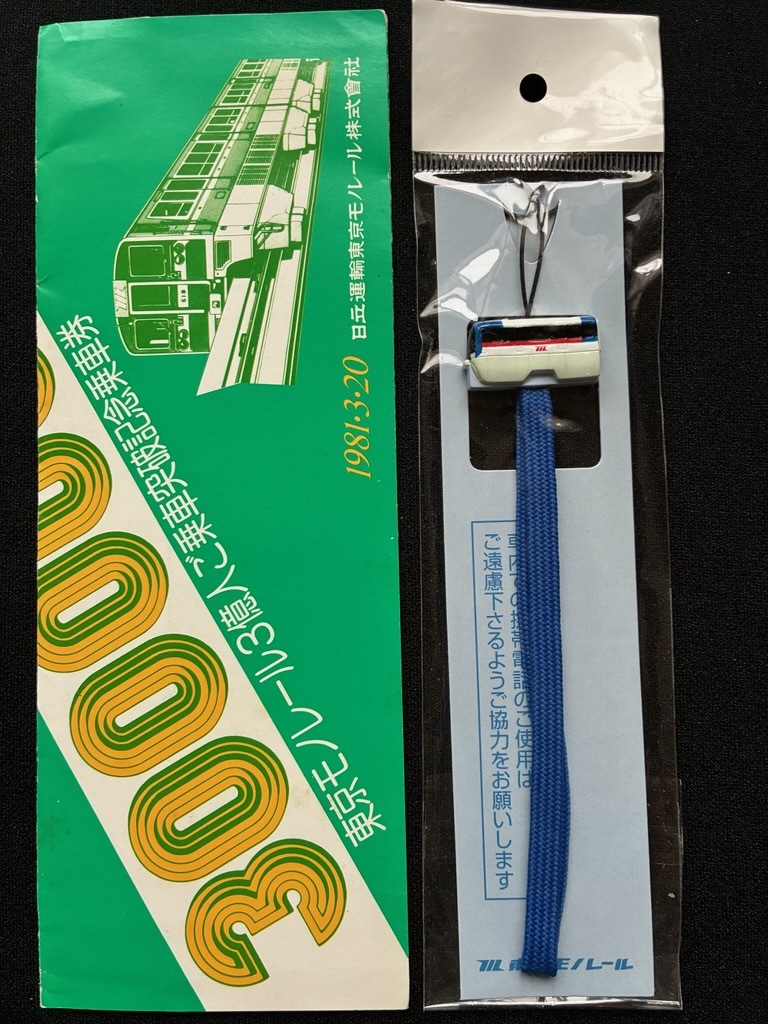 日立運輸東京モノレール株式會社
1981・3・20
東京モノレール3億人ご乗車突破記念乗車券
30000
車内での携帯電話のご使用は
ご遠慮下さるようご協力をお願いします
東京モノレール